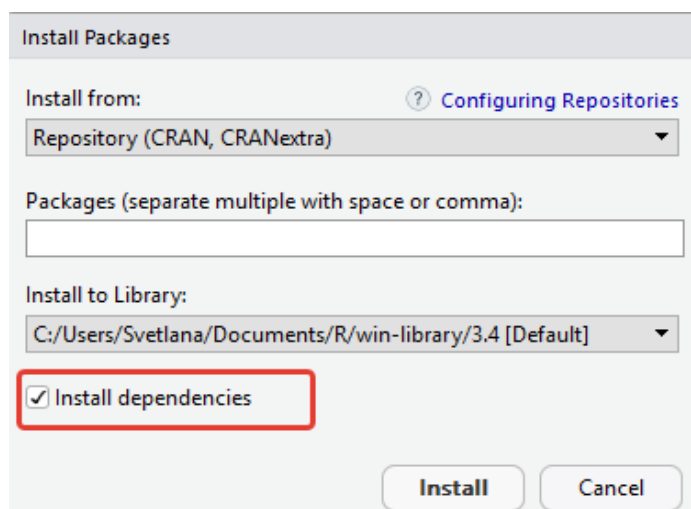 Install Packages
Install from:
? Configuring Repositories
Repository (CRAN, CRANextra)
Packages (separate multiple with space or comma):
Install to Library:
C:/Users/Svetlana/Documents/R/win-library/3.4 [Default]
Install dependencies
Install
Cancel